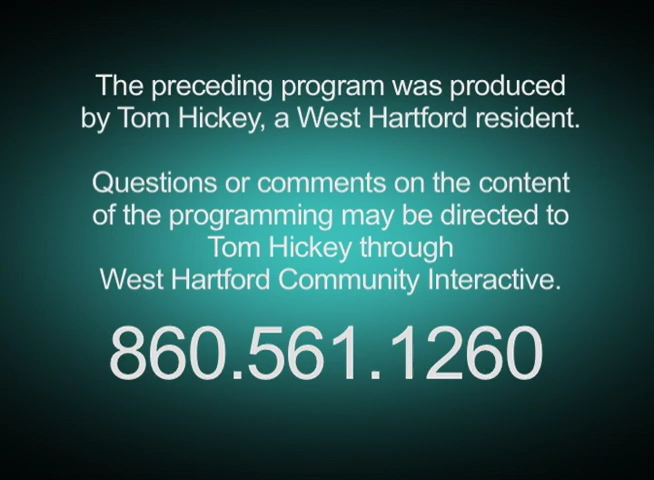 The preceding program was produced
by Tom Hickey, a West Hartford resident.
Questions or comments on the content
of the programming may be directed to
Tom Hickey through
West Hartford Community Interactive.
860.561.1260